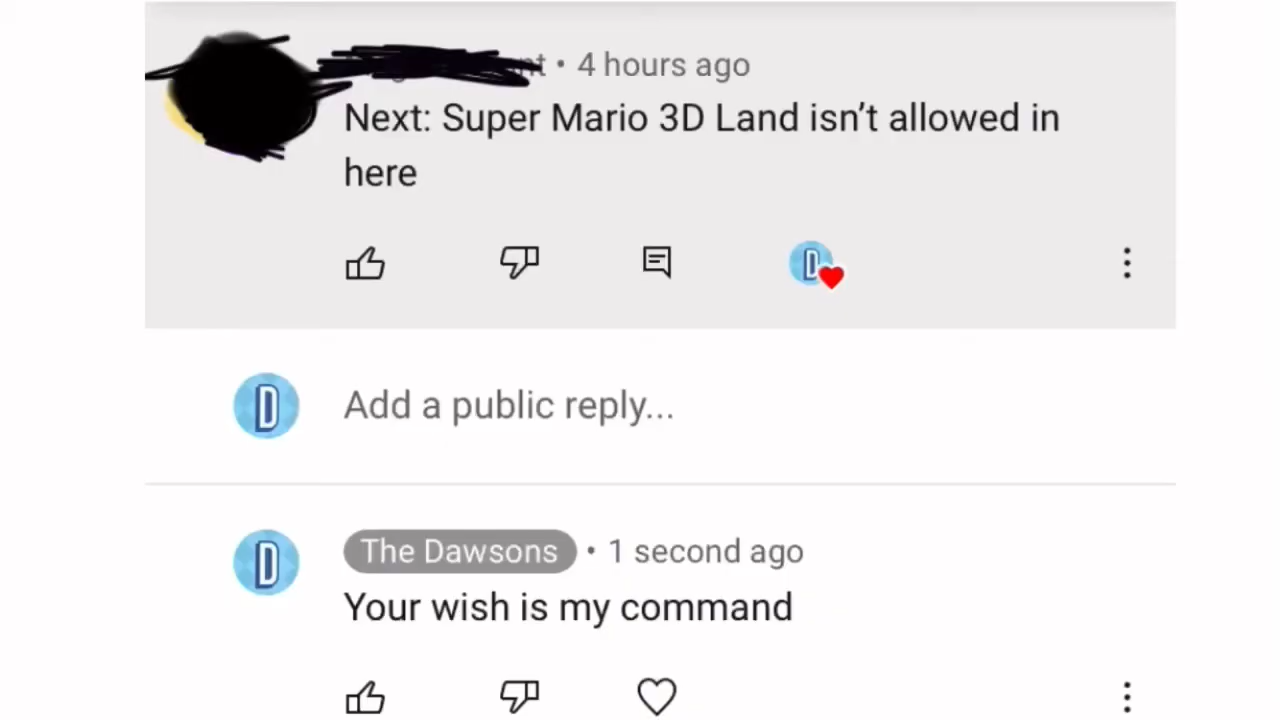 • 4 hours ago
Next: Super Mario 3D Land isn't allowed in
here
D
D
Add a public reply...
D
The Dawsons • 1 second ago
Your wish is my command